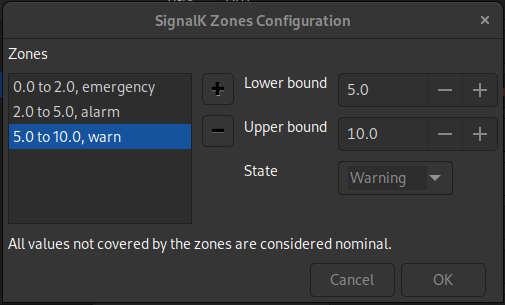 SignalK Zones Configuration
Zones
0.0 to 2.0, emergency
2.0 to 5.0, alarm
5.0 to 10.0, warn
Lower bound
5.0
Upper bound
10.0
State
Warning
All values not covered by the zones are considered nominal.
Cancel
OK